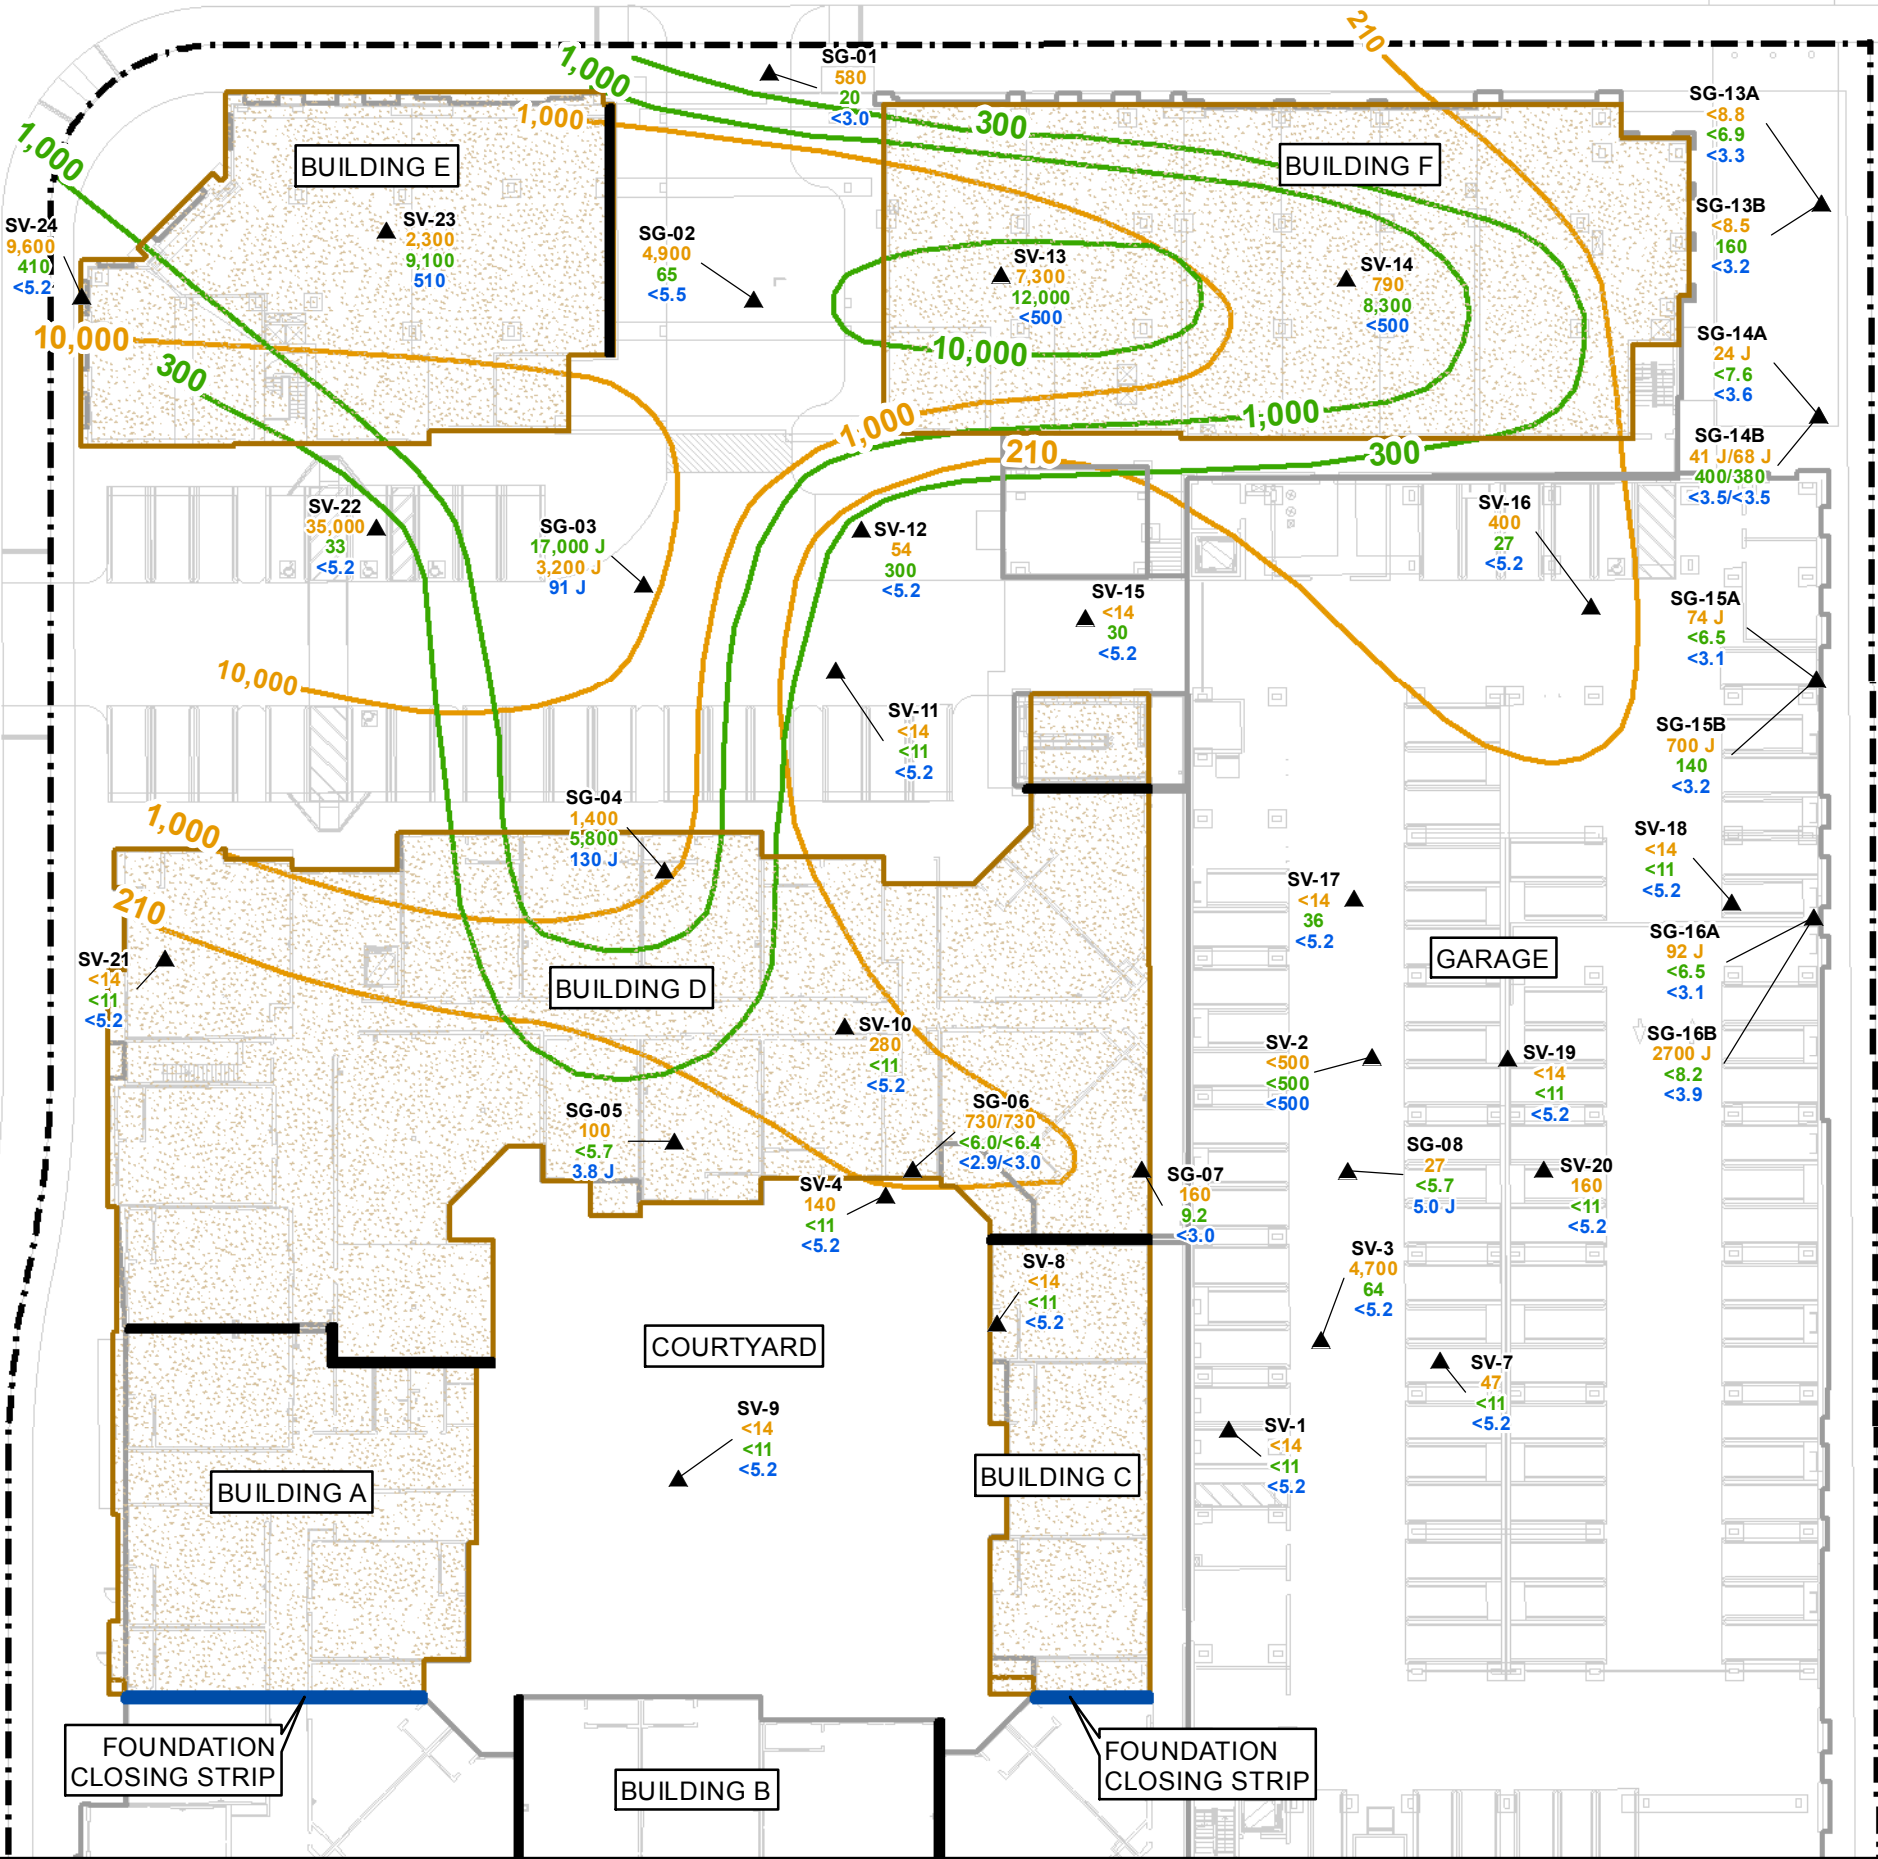 210
SG-01
580
20
<3.0
1,000
1,000
300
SG-13A
<8.8
<6.9
<3.3
1,000
BUILDING E
BUILDING F
SG-13B
<8.5
160
<3.2
SV-24
9,600
410
<5.2
SV-23
2,300
9,100
510
SG-02
4,900
65
<5.5
SV-13
7,300
12,000
<500
SV-14
790
8,300
<500
10,000
10,000
SG-14A
24 J
<7.6
<3.6
300
1,000
1,000
210
300
SG-14B
41 J/68 J
400/380
<3.5/<3.5
SV-22
35,000
33
<5.2
SG-03
17,000 J
3,200 J
91 J
SV-12
54
300
<5.2
SV-16
400
27
<5.2
SV-15
<14
30
<5.2
SG-15A
74 J
<6.5
<3.1
10,000
SV-11
<14
<11
<5.2
SG-15B
700 J
140
<3.2
SG-04
1,400
5,800
130 J
1,000
SV-18
<14
<11
<5.2
SV-17
<14
36
<5.2
210
SG-16A
92 J
<6.5
<3.1
GARAGE
SV-21
<14
<11
<5.2
BUILDING D
SV-10
280
<11
<5.2
SV-2
<500
<500
<500
SV-19
<14
<11
<5.2
SG-16B
2700 J
<8.2
<3.9
SG-05
100
<5.7
3.8 J
SG-06
730/730
<6.0/<6.4
<2.9/<3.0
SG-08
27
<5.7
5.0 J
SV-20
160
<11
<5.2
SV-4
140
<11
<5.2
SG-07
160
9.2
<3.0
SV-8
<14
<11
<5.2
SV-3
4,700
64
<5.2
COURTYARD
SV-7
47
<11
<5.2
SV-9
<14
<11
<5.2
SV-1
<14
<11
<5.2
BUILDING A
BUILDING C
FOUNDATION
CLOSING STRIP
FOUNDATION
CLOSING STRIP
BUILDING B